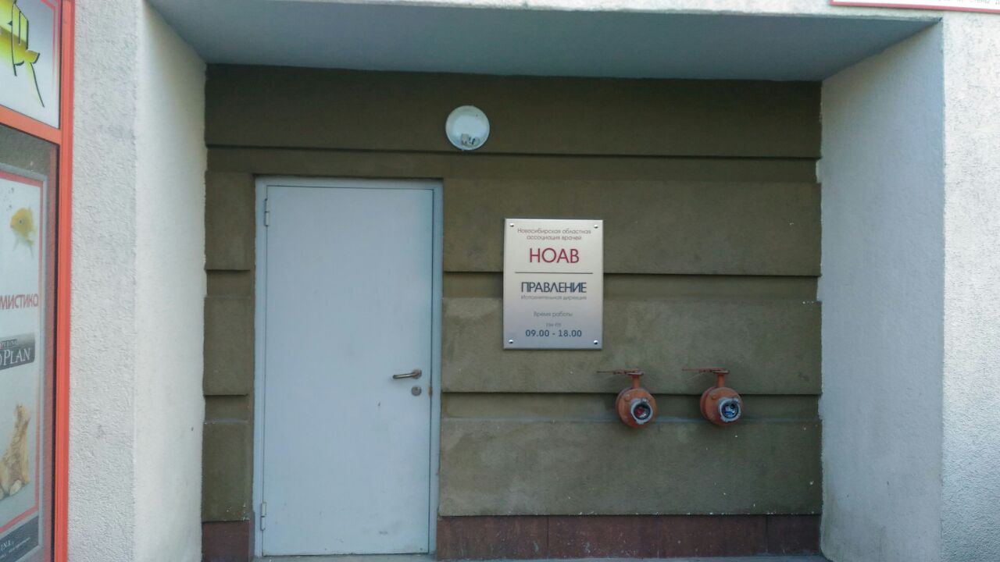 Новосибирская областная
ассоциация врачей
НОАВ
ПРАВЛЕНИЕ
Исполнительная дирекция
Время работы
пн-пт
09.00 - 18.00
МИСТИКО
PLAN